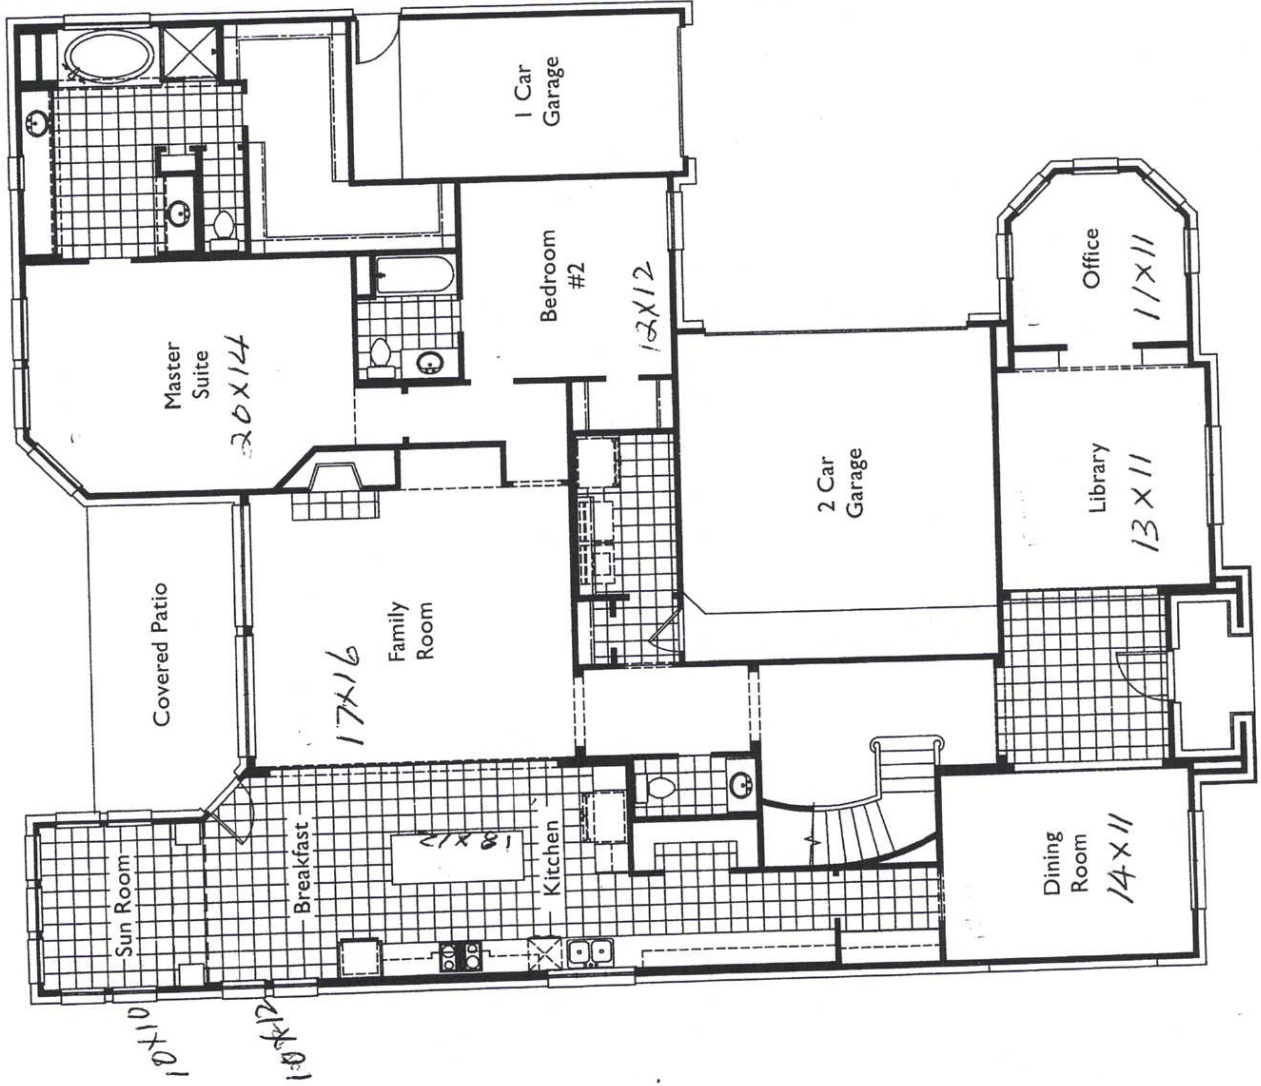 1 Car
Garage
Bedroom
#2
12X12
Master
Suite
20X14
Office
11X11
2 Car
Garage
Library
13X11
Covered Patio
Family
Room
17X16
Sun Room
10X10
Breakfast
10X12
Kitchen
18X12
Dining
Room
14X11